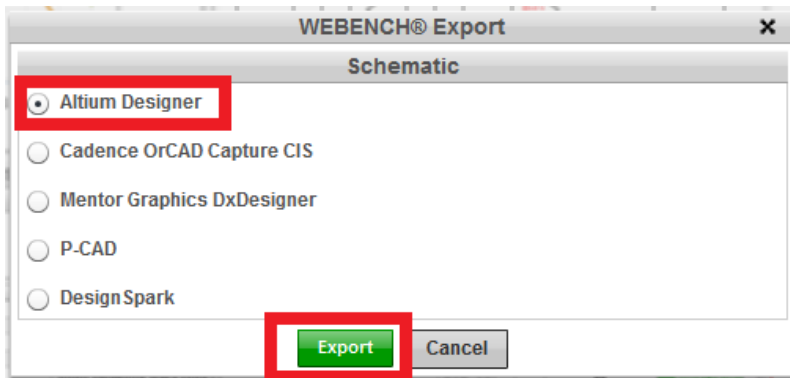 WEBENCH® Export
Schematic
Altium Designer
Cadence OrCAD Capture CIS
Mentor Graphics DxDesigner
P-CAD
DesignSpark
Export Cancel